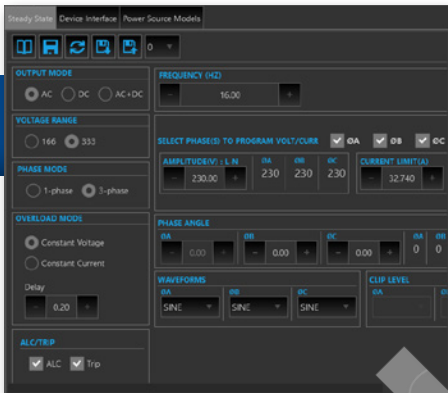 Steady State Device Interface Power Source Models
0
OUTPUT MODE
AC DC AC+DC
FREQUENCY (HZ)
- 16.00 +
VOLTAGE RANGE
166 333
SELECT PHASE(S) TO PROGRAM VOLT/CURR ØA ØB ØC
PHASE MODE
1-phase 3-phase
AMPLITUDE(V) : L-N ØA ØB ØC
- 230.00 + 230 230 230
CURRENT LIMIT(A)
- 32.740 +
OVERLOAD MODE
Constant Voltage
Constant Current
Delay
- 0.20 +
PHASE ANGLE
ØA ØB ØC ØA ØB
- 0.00 + - 0.00 + - 0.00 + 0 0
WAVEFORMS
ØA ØB ØC
SINE SINE SINE
CLIP LEVEL
ØA
ALC/TRIP
ALC Trip